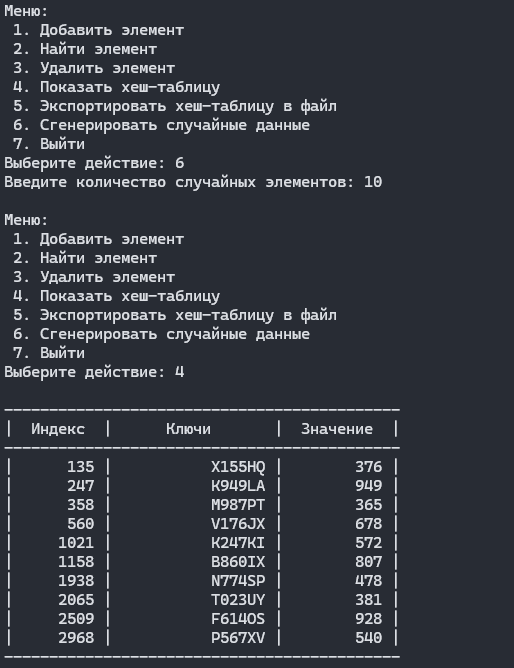 Меню:
1. Добавить элемент
2. Найти элемент
3. Удалить элемент
4. Показать хеш-таблицу
5. Экспортировать хеш-таблицу в файл
6. Сгенерировать случайные данные
7. Выйти
Выберите действие: 6
Введите количество случайных элементов: 10
Меню:
1. Добавить элемент
2. Найти элемент
3. Удалить элемент
4. Показать хеш-таблицу
5. Экспортировать хеш-таблицу в файл
6. Сгенерировать случайные данные
7. Выйти
Выберите действие: 4
| Индекс | Ключи | Значение |
| 135 | X155HQ | 376 |
| 247 | K949LA | 949 |
| 358 | M987PT | 365 |
| 560 | V176JX | 678 |
| 1021 | K247KI | 572 |
| 1158 | B860IX | 807 |
| 1938 | N774SP | 478 |
| 2065 | T023UY | 381 |
| 2509 | F614OS | 928 |
| 2968 | P567XV | 540 |